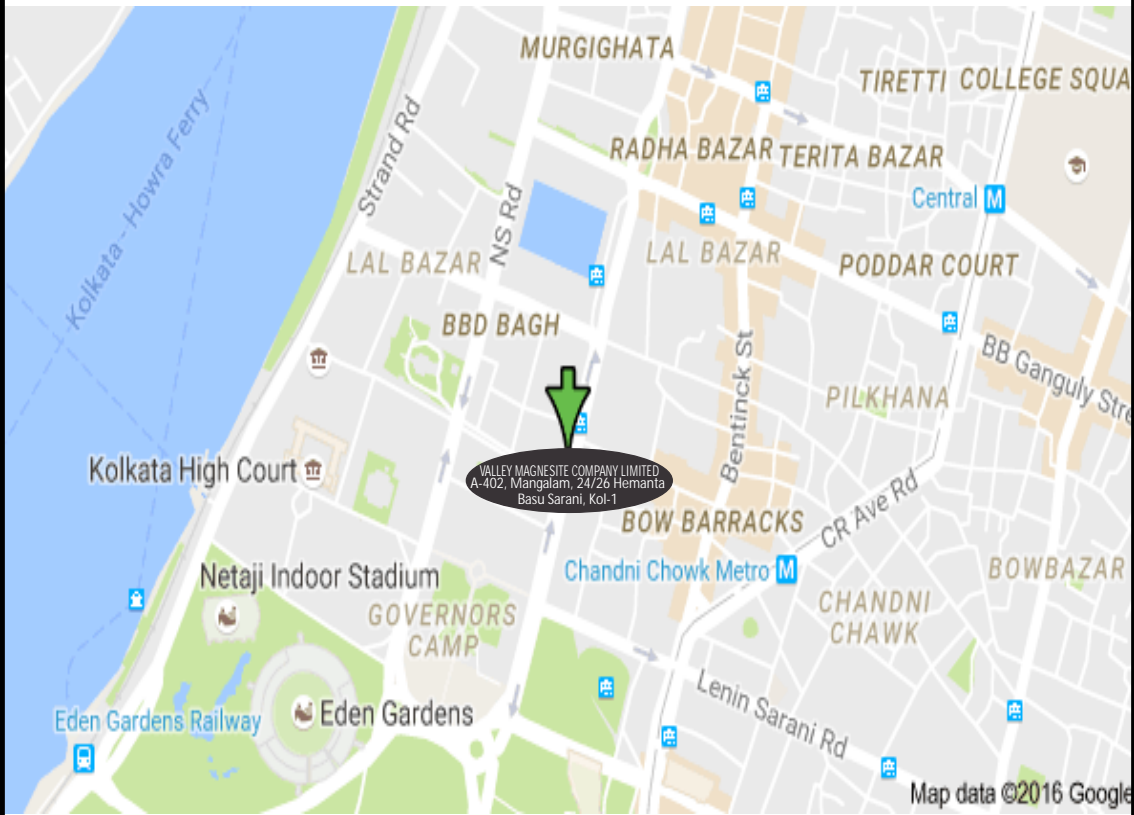 MURGIGHATA
TIRETTI
COLLEGE SQUA
Strand Rd
Kolkata - Howra Ferry
RADHA BAZAR
TERITA BAZAR
Central
M
NS Rd
LAL BAZAR
LAL BAZAR
PODDAR COURT
BBD BAGH
BB Ganguly Stre
Bentinck St
PILKHANA
Kolkata High Court
VALLEY MAGNESITE COMPANY LIMITED
A-402, Mangalam, 24/26 Hemanta
Basu Sarani, Kol-1
BOW BARRACKS
CR Ave Rd
Chandni Chowk Metro
M
BOWBAZAR
Netaji Indoor Stadium
GOVERNORS
CAMP
CHANDNI
CHAWK
Lenin Sarani Rd
Eden Gardens
Eden Gardens Railway
Map data ©2016 Google